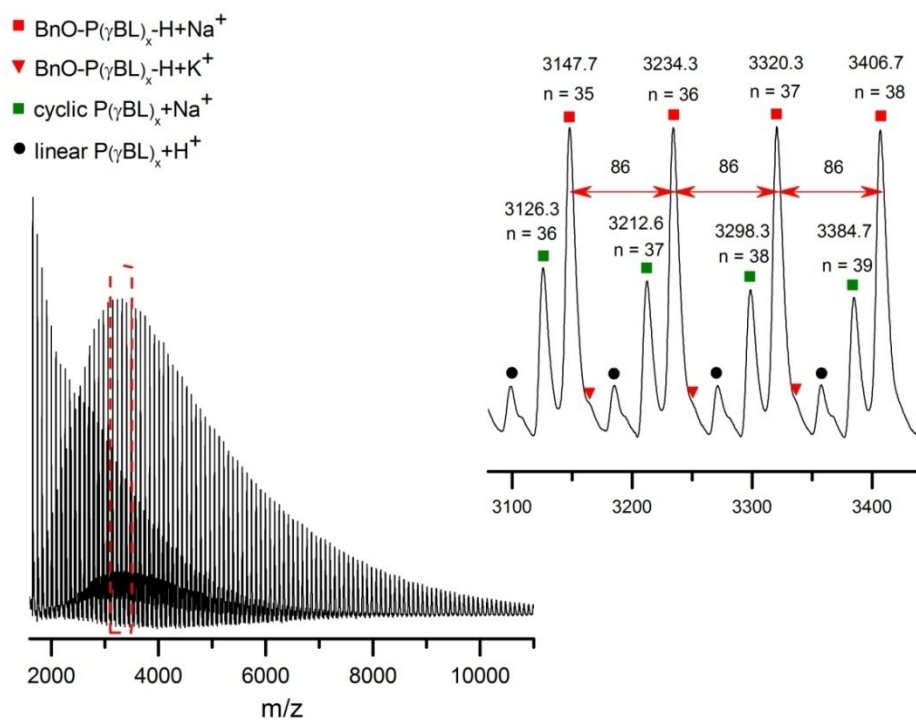 BnO-P(γBL)x-H+Na+
BnO-P(γBL)x-H+K+
cyclic P(γBL)x+Na+
linear P(γBL)x+H+
3147.7
n = 35
3234.3
n = 36
3320.3
n = 37
3406.7
n = 38
86
86
86
3126.3
n = 36
3212.6
n = 37
3298.3
n = 38
3384.7
n = 39
3100 3200 3300 3400
2000 4000 6000 8000 10000
m/z